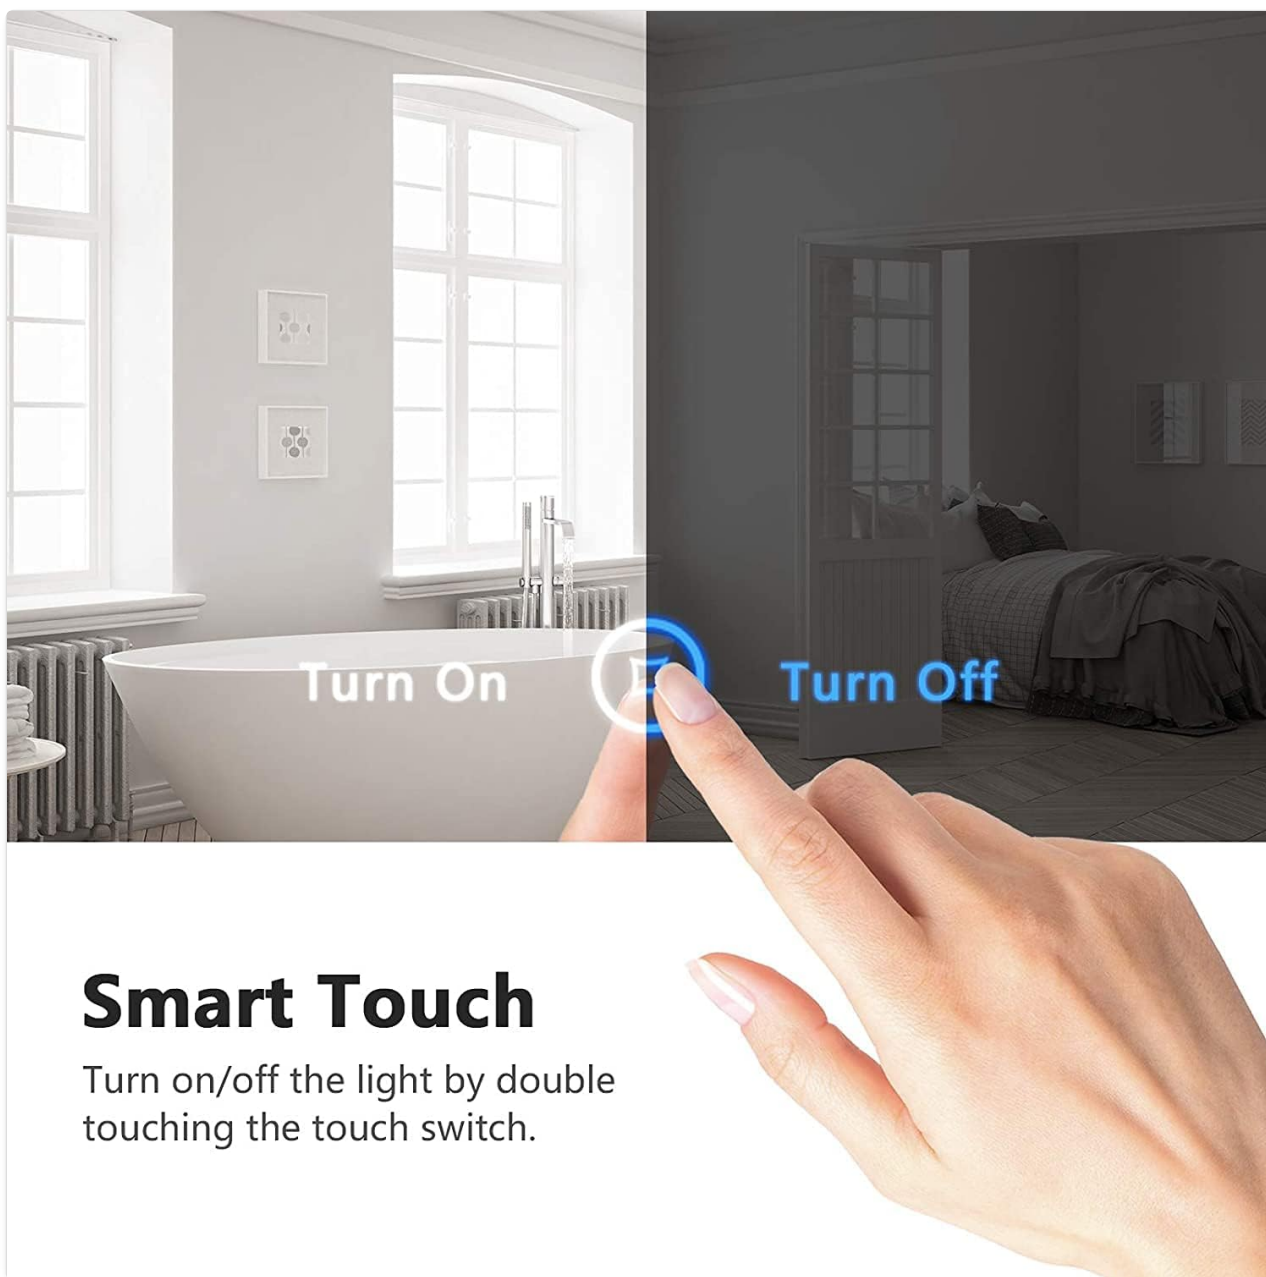 Turn On
Turn Off
Smart Touch
Turn on/off the light by double
touching the touch switch.